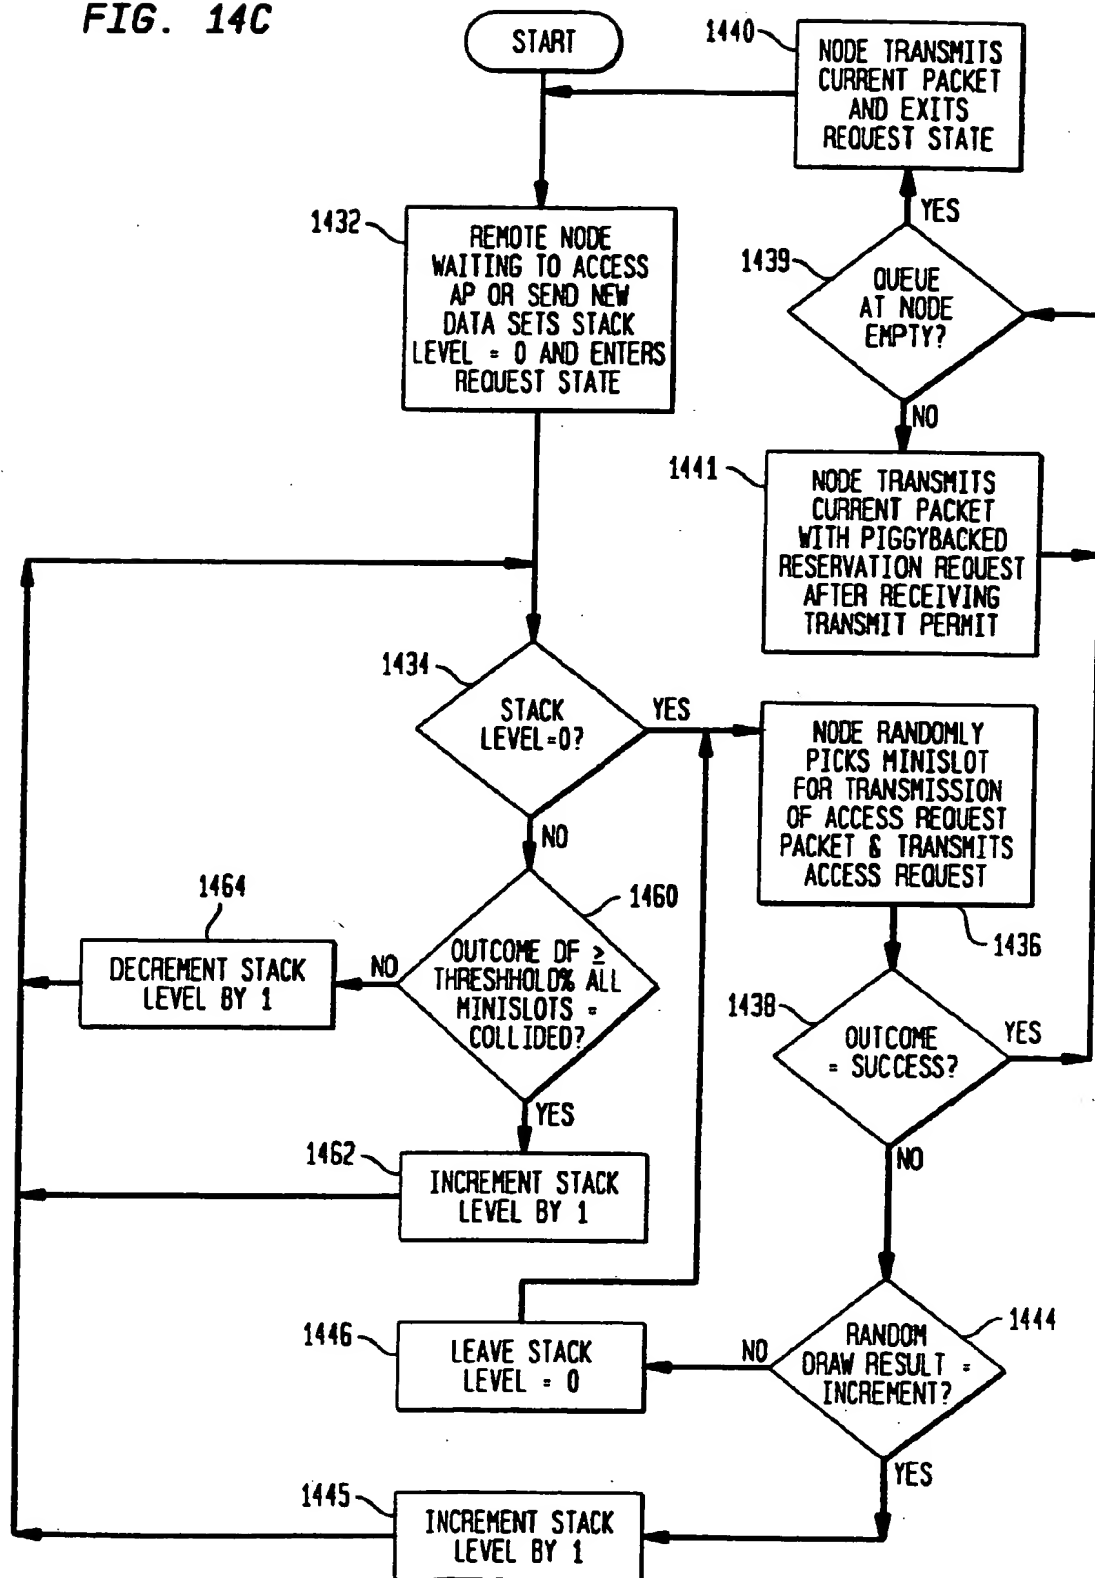 FIG. 14C
START
1440
NODE TRANSMITS
CURRENT PACKET
AND EXITS
REQUEST STATE
YES
1432
REMOTE NODE
WAITING TO ACCESS
AP OR SEND NEW
DATA SETS STACK
LEVEL = 0 AND ENTERS
REQUEST STATE
1439
QUEUE
AT NODE
EMPTY?
NO
1441
NODE TRANSMITS
CURRENT PACKET
WITH PIGGYBACKED
RESERVATION REQUEST
AFTER RECEIVING
TRANSMIT PERMIT
1434
STACK
LEVEL=0?
YES
NO
NODE RANDOMLY
PICKS MINISLOT
FOR TRANSMISSION
OF ACCESS REQUEST
PACKET & TRANSMITS
ACCESS REQUEST
1436
1464
DECREMENT STACK
LEVEL BY 1
NO
1460
OUTCOME OF ≥
THRESHHOLD% ALL
MINISLOTS =
COLLIDED?
YES
1438
OUTCOME
= SUCCESS?
YES
NO
1462
INCREMENT STACK
LEVEL BY 1
1446
LEAVE STACK
LEVEL = 0
NO
1444
RANDOM
DRAW RESULT =
INCREMENT?
YES
1445
INCREMENT STACK
LEVEL BY 1